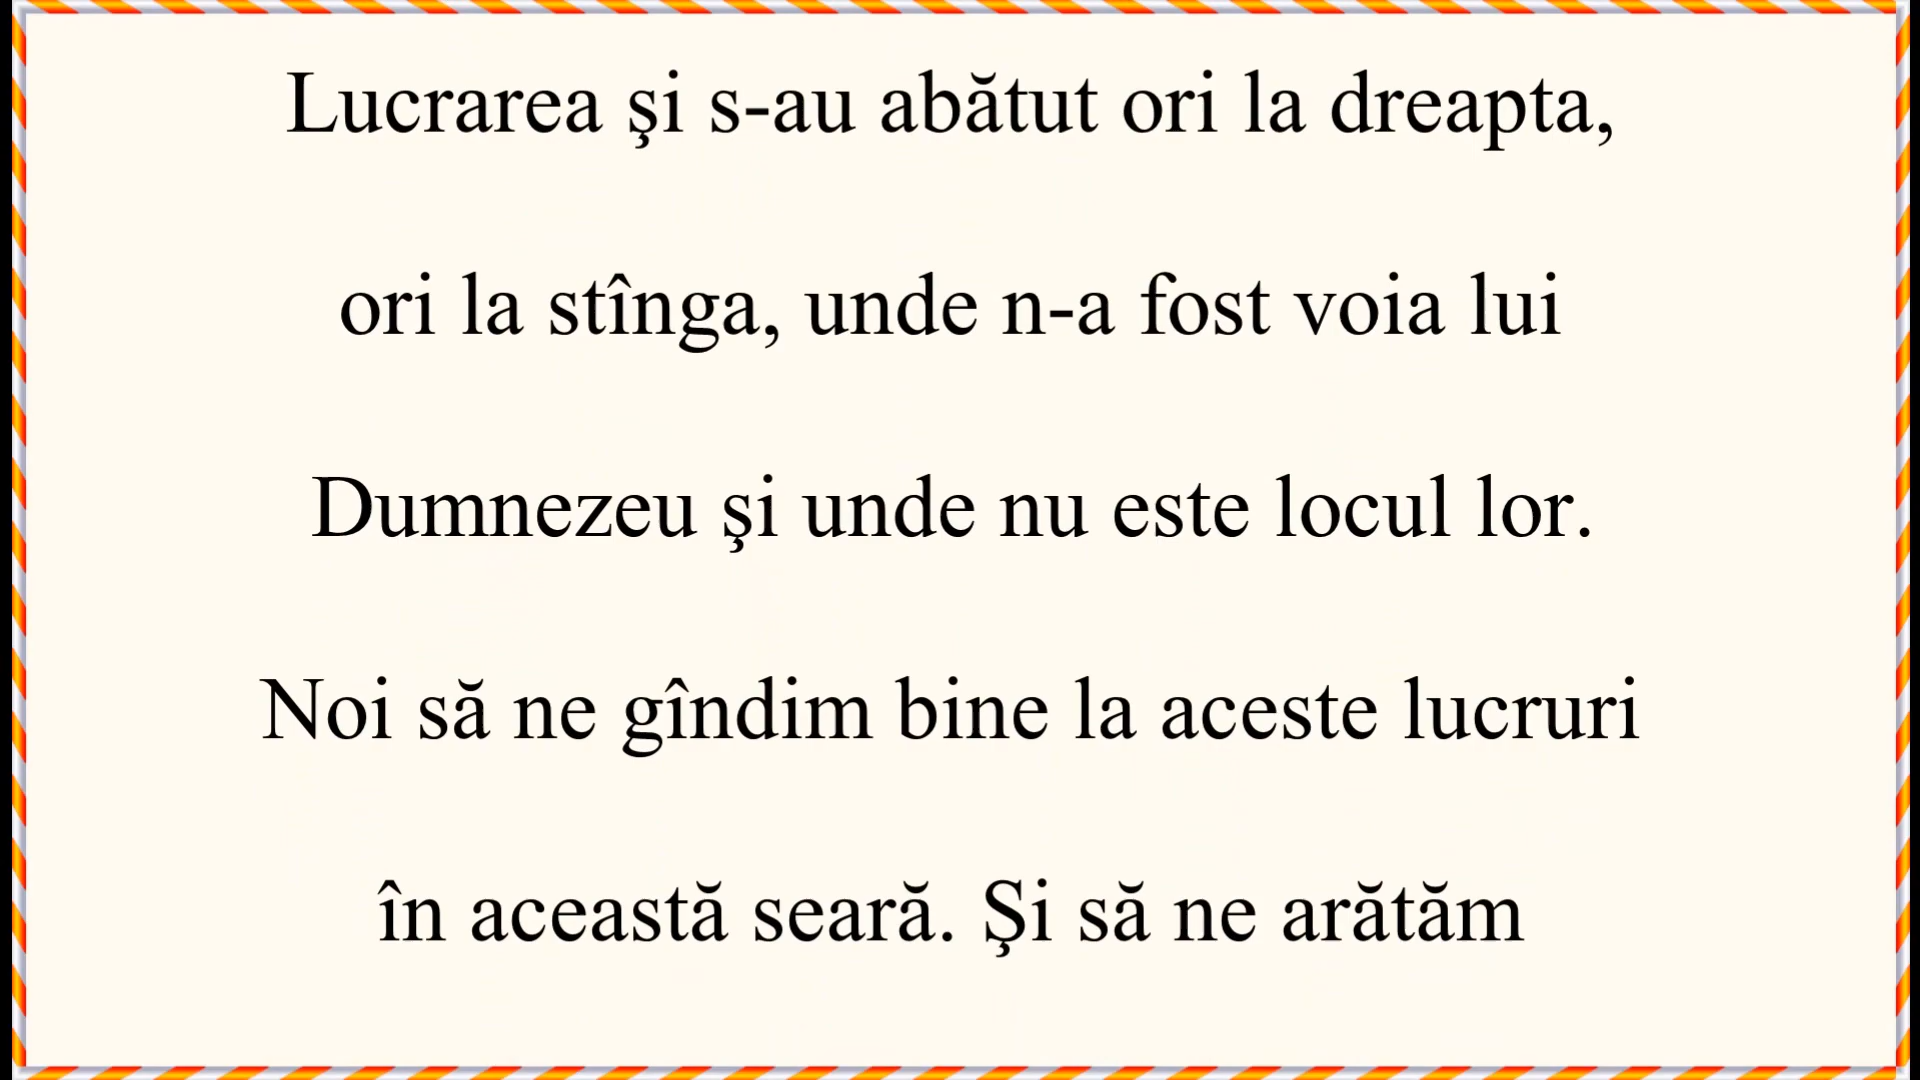 Lucrarea şi s-au abătut ori la dreapta,
ori la stînga, unde n-a fost voia lui
Dumnezeu şi unde nu este locul lor.
Noi să ne gîndim bine la aceste lucruri
în această seară. Şi să ne arătăm